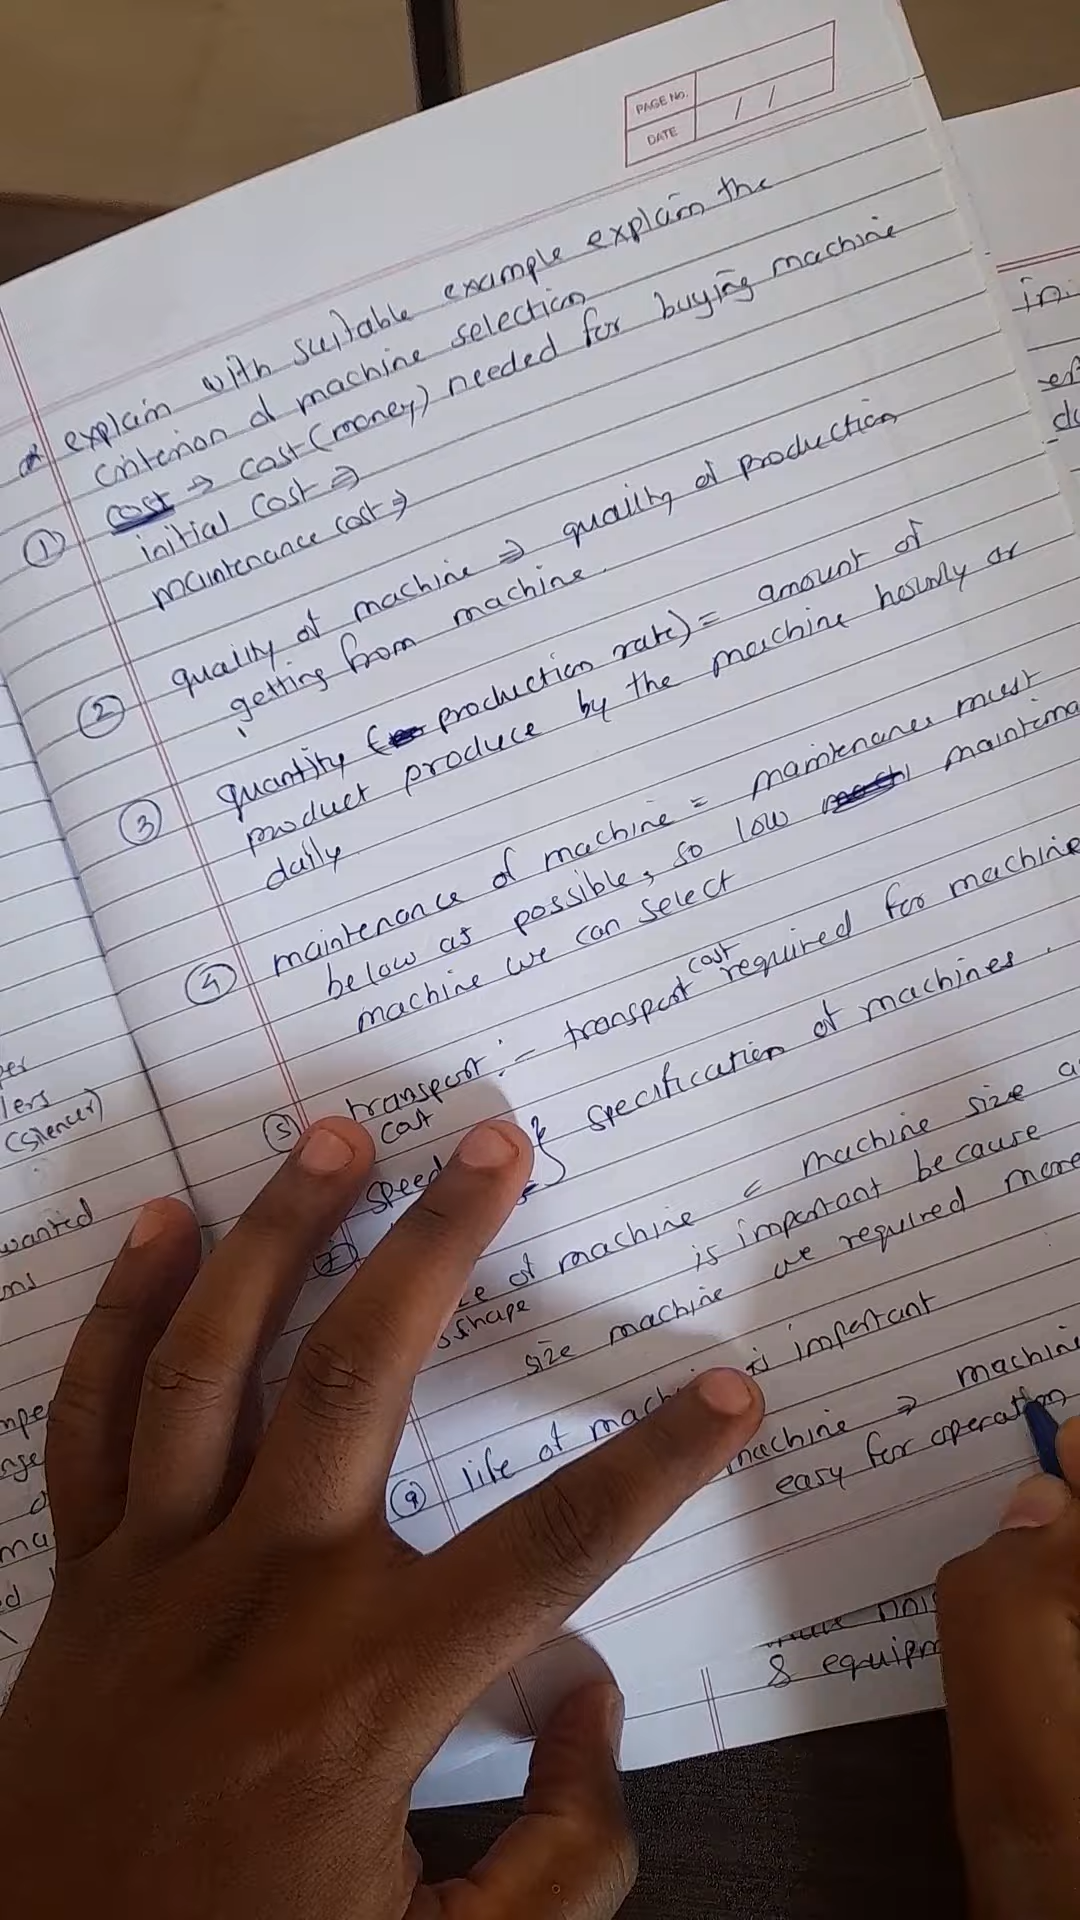 PAGE No.
DATE / /
* explain with suitable example explain the
criterion of machine selection
① cost ⇒ cost (money) needed for buying machine
initial cost ⇒
maintenance cost ⇒
② quality of machine ⇒ quality of production
getting from machine.
③ quantity (production rate) = amount of
product produce by the machine hourly or
daily
④ maintenance of machine = maintenance must
below as possible, so low
machine we can select
⑤ transport cost :- transport cost required for machine
speed } specification of machines.
⑦ of machine = machine size
shape is important because
size machine we required more
⑨ life of is important
machine ⇒
easy for operation
in
(silencer)
wanted
& equipm